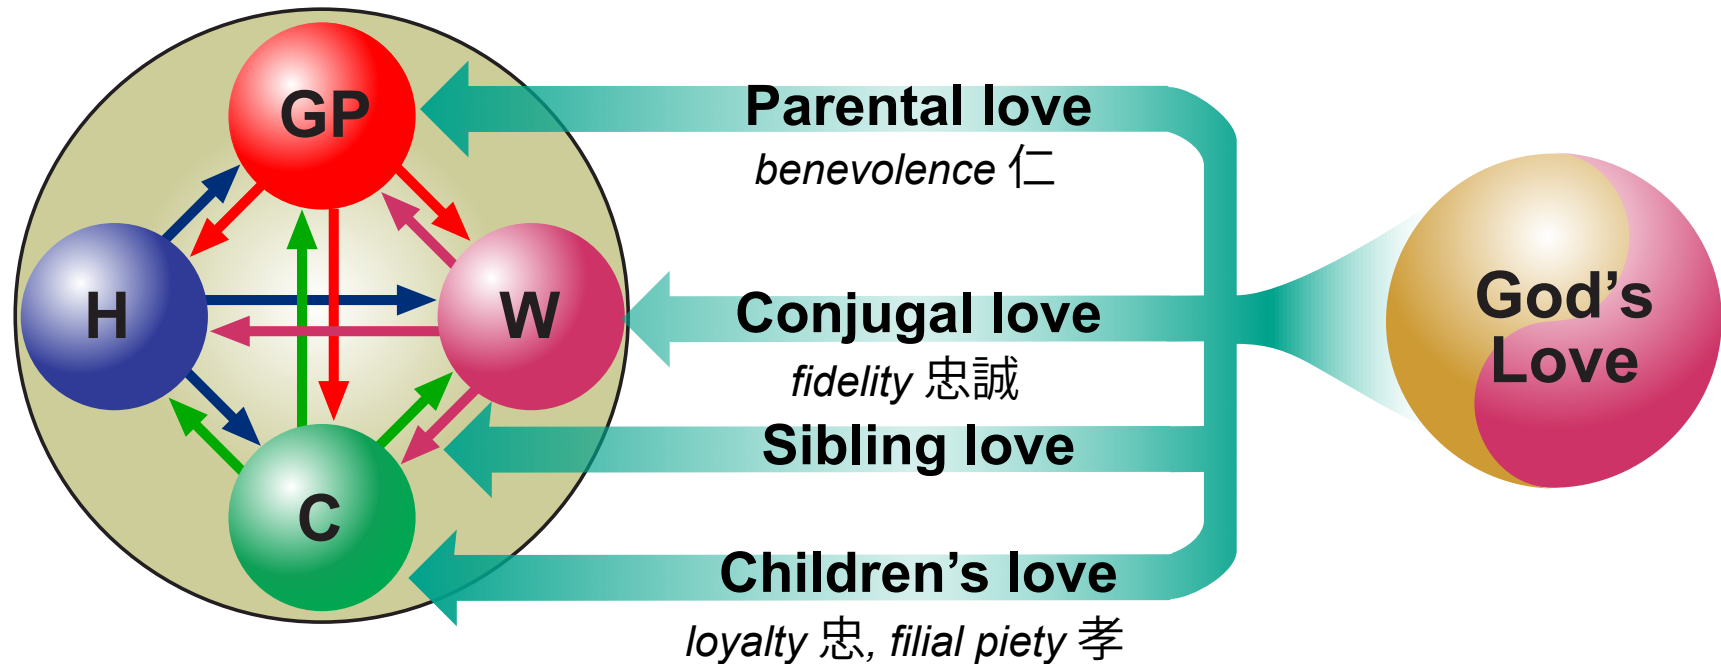 GP
H
W
C
Parental love
benevolence 仁
Conjugal love
fidelity 忠誠
Sibling love
Children’s love
loyalty 忠, filial piety 孝
God’s
Love